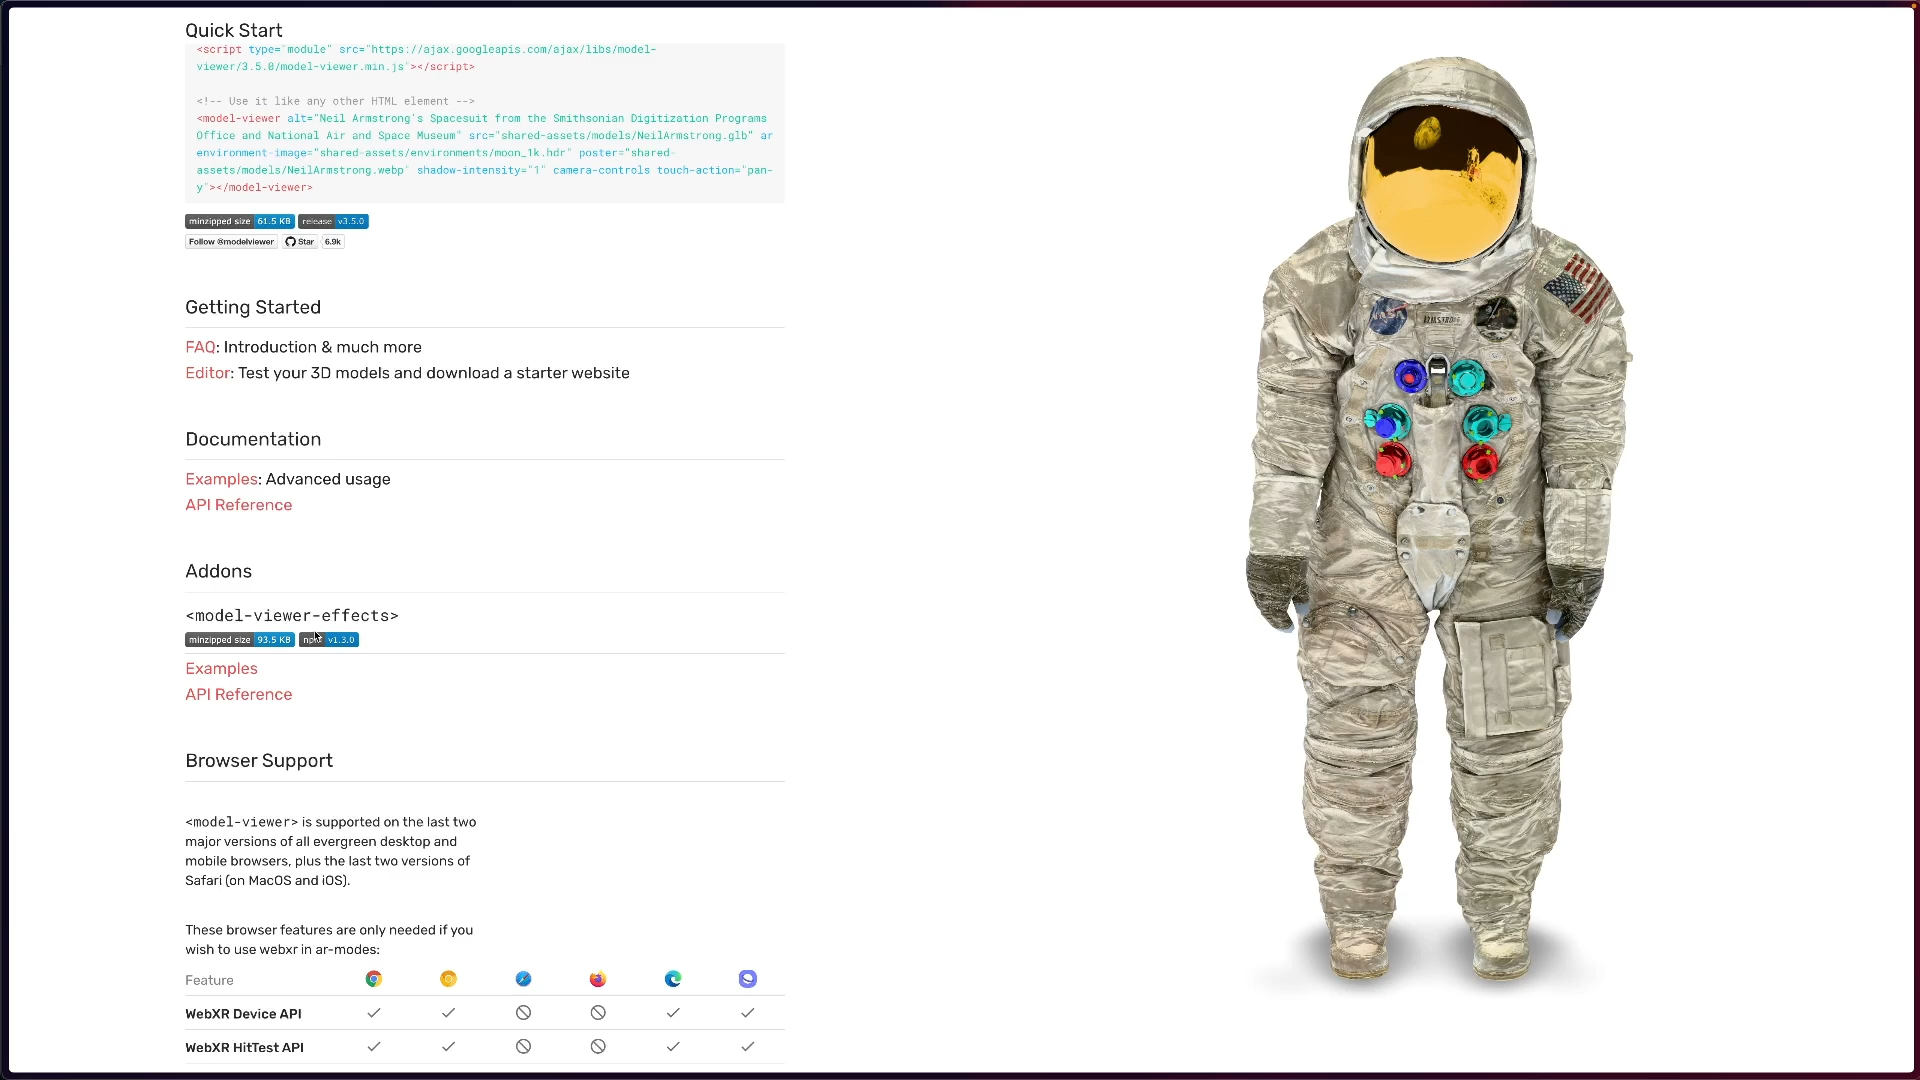 Quick Start
<script type="module" src="https://ajax.googleapis.com/ajax/libs/model-
viewer/3.5.0/model-viewer.min.js"></script>
<!-- Use it like any other HTML element -->
<model-viewer alt="Neil Armstrong's Spacesuit from the Smithsonian Digitization Programs
Office and National Air and Space Museum" src="shared-assets/models/NeilArmstrong.glb" ar
environment-image="shared-assets/environments/moon_1k.hdr" poster="shared-
assets/models/NeilArmstrong.webp" shadow-intensity="1" camera-controls touch-action="pan-
y"></model-viewer>
minzipped size 61.5 KB release v3.5.0
Follow @modelviewer Star 6.9k
Getting Started
FAQ: Introduction & much more
Editor: Test your 3D models and download a starter website
Documentation
Examples: Advanced usage
API Reference
Addons
<model-viewer-effects>
minzipped size 93.5 KB npm v1.3.0
Examples
API Reference
Browser Support
<model-viewer> is supported on the last two
major versions of all evergreen desktop and
mobile browsers, plus the last two versions of
Safari (on MacOS and iOS).
These browser features are only needed if you
wish to use webxr in ar-modes:
Feature
WebXR Device API
WebXR HitTest API
NASA
ARMSTRONG